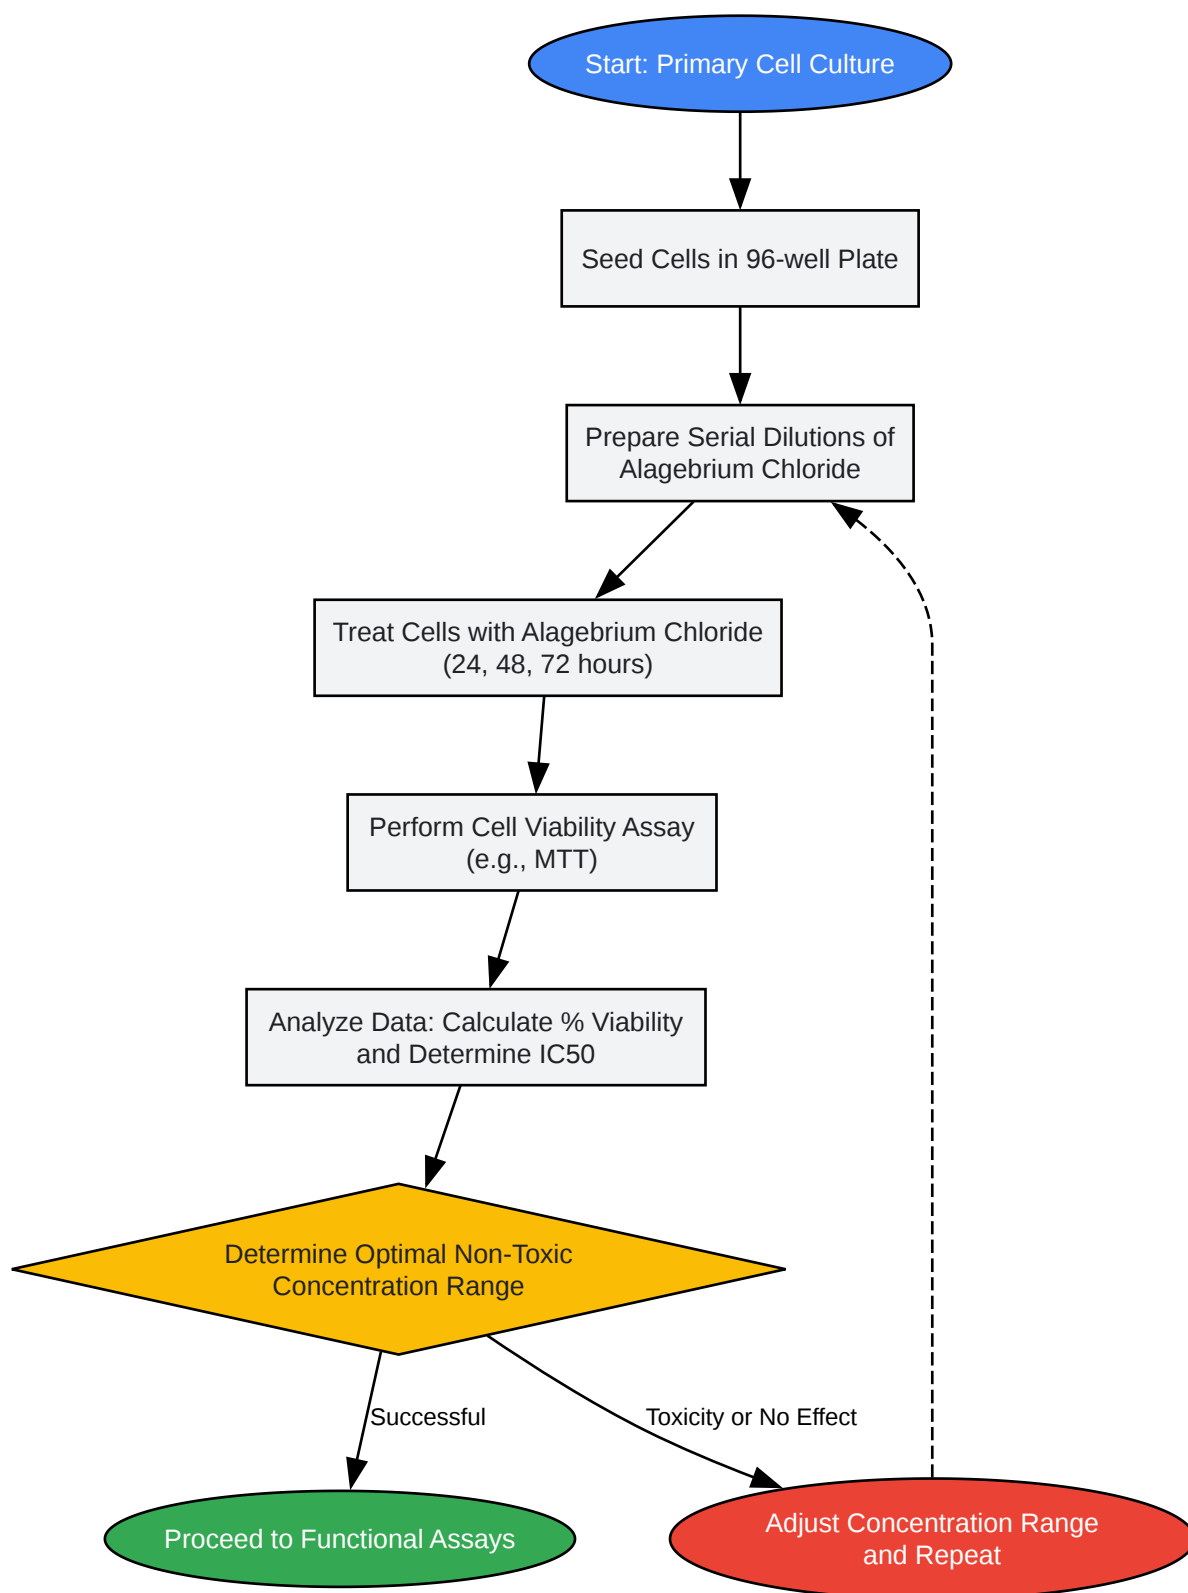 Start: Primary Cell Culture
Seed Cells in 96-well Plate
Prepare Serial Dilutions of
Alagebrium Chloride
Treat Cells with Alagebrium Chloride
(24, 48, 72 hours)
Perform Cell Viability Assay
(e.g., MTT)
Analyze Data: Calculate % Viability
and Determine IC50
Determine Optimal Non-Toxic
Concentration Range
Successful
Toxicity or No Effect
Proceed to Functional Assays
Adjust Concentration Range
and Repeat